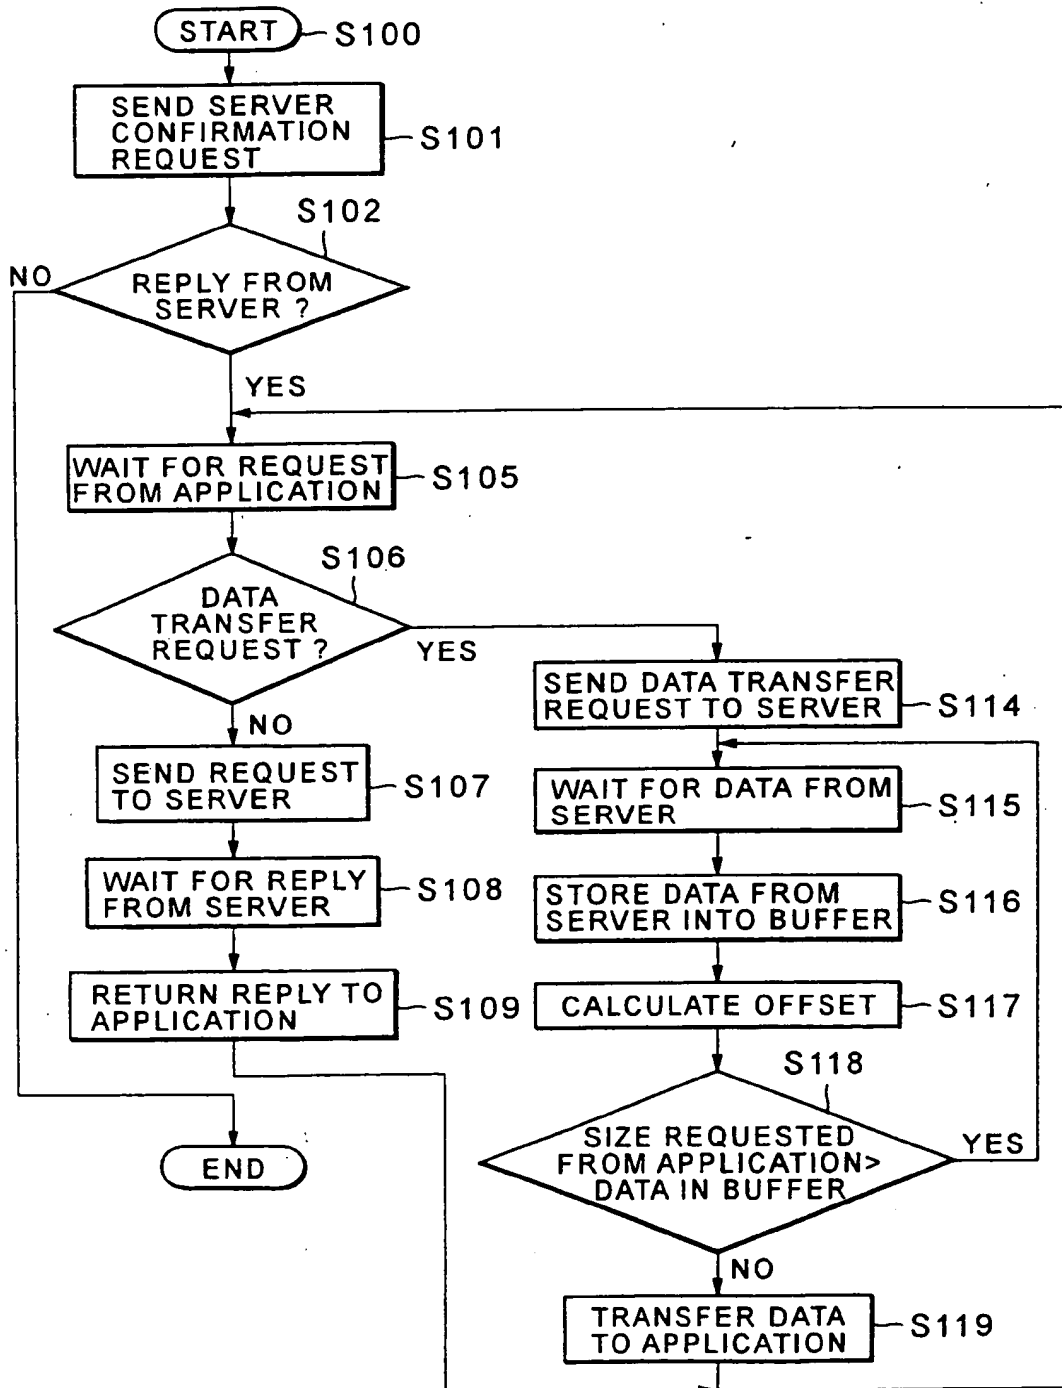 START
S100
SEND SERVER
CONFIRMATION
REQUEST
S101
S102
NO
REPLY FROM
SERVER ?
YES
WAIT FOR REQUEST
FROM APPLICATION
S105
S106
DATA
TRANSFER
REQUEST ?
YES
NO
SEND REQUEST
TO SERVER
S107
WAIT FOR REPLY
FROM SERVER
S108
RETURN REPLY TO
APPLICATION
S109
END
SEND DATA TRANSFER
REQUEST TO SERVER
S114
WAIT FOR DATA FROM
SERVER
S115
STORE DATA FROM
SERVER INTO BUFFER
S116
CALCULATE OFFSET
S117
S118
SIZE REQUESTED
FROM APPLICATION>
DATA IN BUFFER
YES
NO
TRANSFER DATA
TO APPLICATION
S119